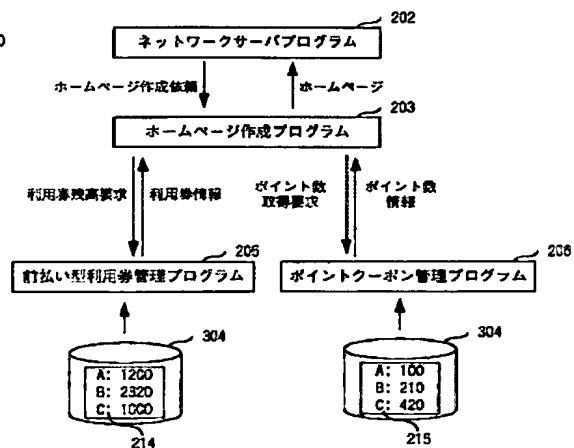 202
ネットワークサーバプログラム
ホームページ作成依頼
ホームページ
203
ホームページ作成プログラム
利用券残高要求
利用券情報
ポイント数
取得要求
ポイント数
情報
205
前払い型利用券管理プログラム
206
ポイントクーポン管理プログラム
304
A: 1200
B: 2320
C: 1000
214
304
A: 100
B: 210
C: 420
215